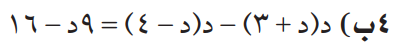 ٤ب) د(د + ٣) − د(د − ٤) = ٩د − ١٦